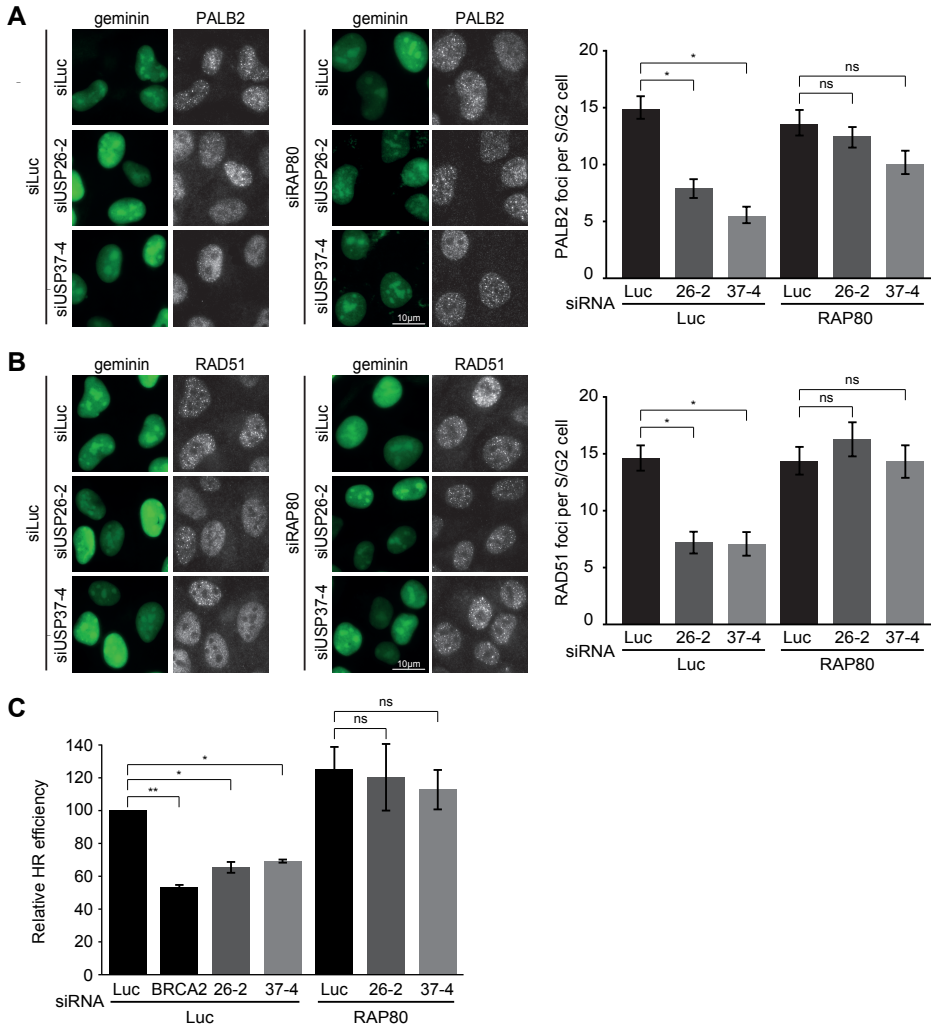 A
geminin PALB2
geminin PALB2
siLuc
siLuc
siUSP26-2
siUSP37-4
siRAP80
siLuc
siUSP26-2
siUSP37-4
10μm
PALB2 foci per S/G2 cell
20
15
10
5
0
*
*
ns
ns
Luc 26-2 37-4 Luc 26-2 37-4
siRNA
Luc RAP80
B
geminin RAD51
geminin RAD51
siLuc
siLuc
siUSP26-2
siUSP37-4
siRAP80
siLuc
siUSP26-2
siUSP37-4
10μm
RAD51 foci per S/G2 cell
20
15
10
5
0
*
*
ns
ns
Luc 26-2 37-4 Luc 26-2 37-4
siRNA
Luc RAP80
C
Relative HR efficiency
140
120
100
80
60
40
20
0
*
*
**
ns
ns
Luc BRCA2 26-2 37-4 Luc 26-2 37-4
siRNA
Luc RAP80